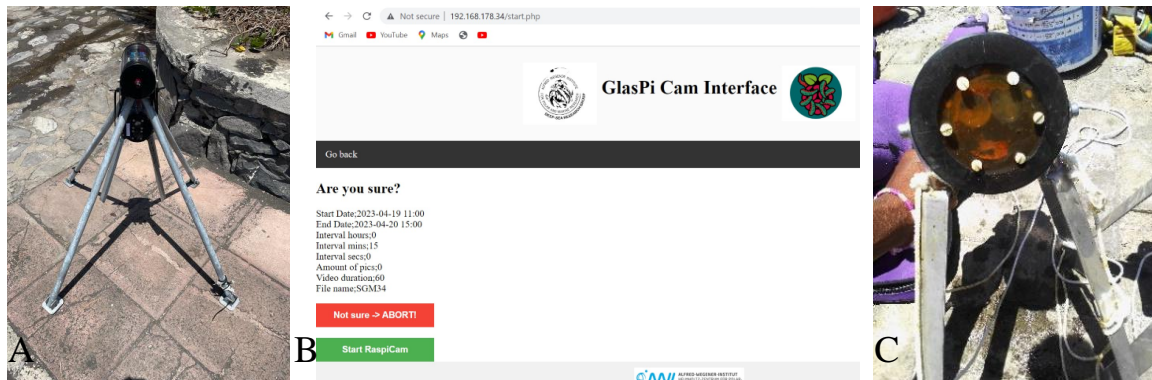 Not secure | 192.168.178.34/start.php
Gmail YouTube Maps
GlasPi Cam Interface
Go back
Are you sure?
Start Date;2023-04-19 11:00
End Date;2023-04-20 15:00
Interval hours;0
Interval mins;15
Interval secs;0
Amount of pics;0
Video duration;60
File name;SGM34
Not sure -> ABORT!
Start RaspiCam
ALFRED-WEGENER-INSTITUT
A
B
C